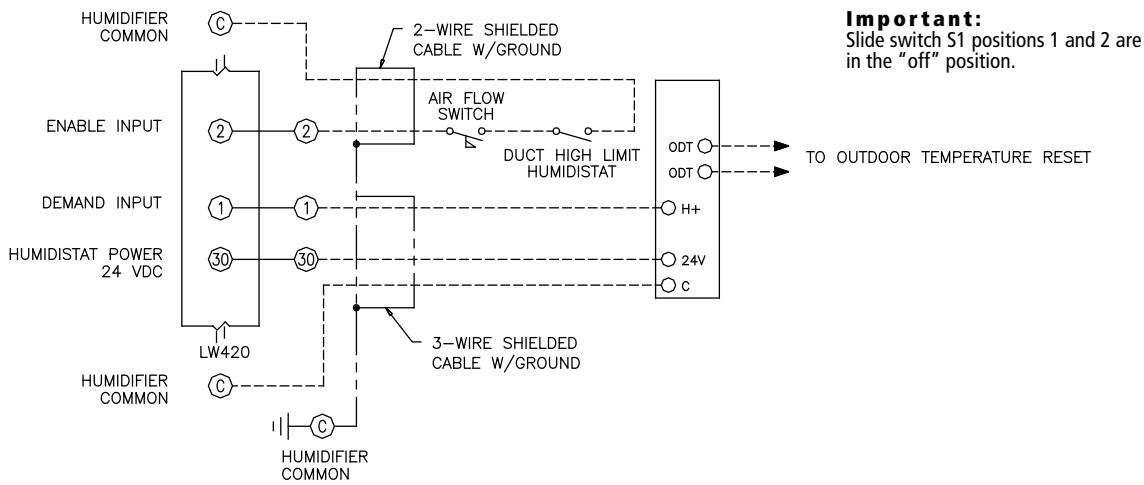 HUMIDIFIER
COMMON
C
2-WIRE SHIELDED
CABLE W/GROUND
Important:
Slide switch S1 positions 1 and 2 are
in the “off” position.
AIR FLOW
SWITCH
ENABLE INPUT
2
2
DUCT HIGH LIMIT
HUMIDISTAT
ODT
ODT
TO OUTDOOR TEMPERATURE RESET
DEMAND INPUT
1
1
H+
HUMIDISTAT POWER
24 VDC
30
30
24V
C
LW420
3-WIRE SHIELDED
CABLE W/GROUND
HUMIDIFIER
COMMON
C
C
HUMIDIFIER
COMMON